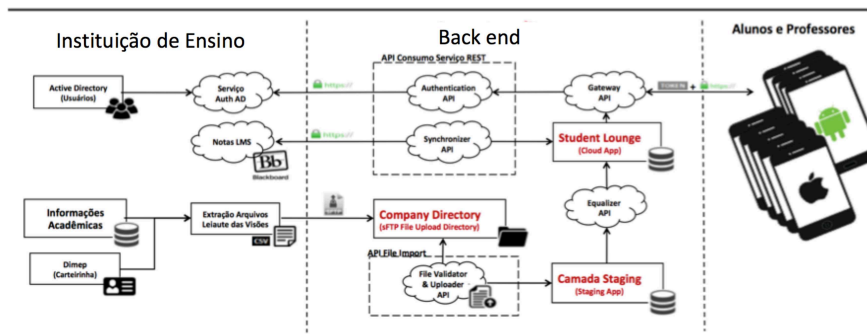 Instituição de Ensino
Back end
Alunos e Professores
API Consumo Serviço REST
Active Directory
(Usuários)
Serviço
Auth AD
https://
Authentication
API
Gateway
API
TOKEN + https://
Notas LMS
Bb
Blackboard
https://
Synchronizer
API
Student Lounge
(Cloud App)
Equalizer
API
Informações
Acadêmicas
Extração Arquivos
Leiaute das Visões
CSV
Company Directory
(sFTP File Upload Directory)
Dimep
(Carteirinha)
API File Import
File Validator
& Uploader
API
Camada Staging
(Staging App)